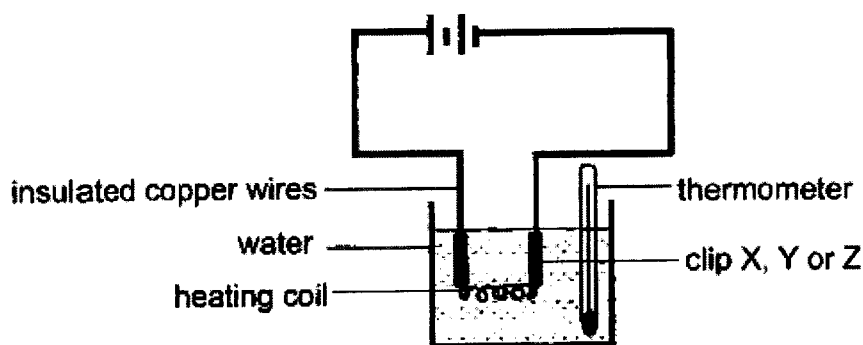 insulated copper wires
thermometer
water
clip X, Y or Z
heating coil